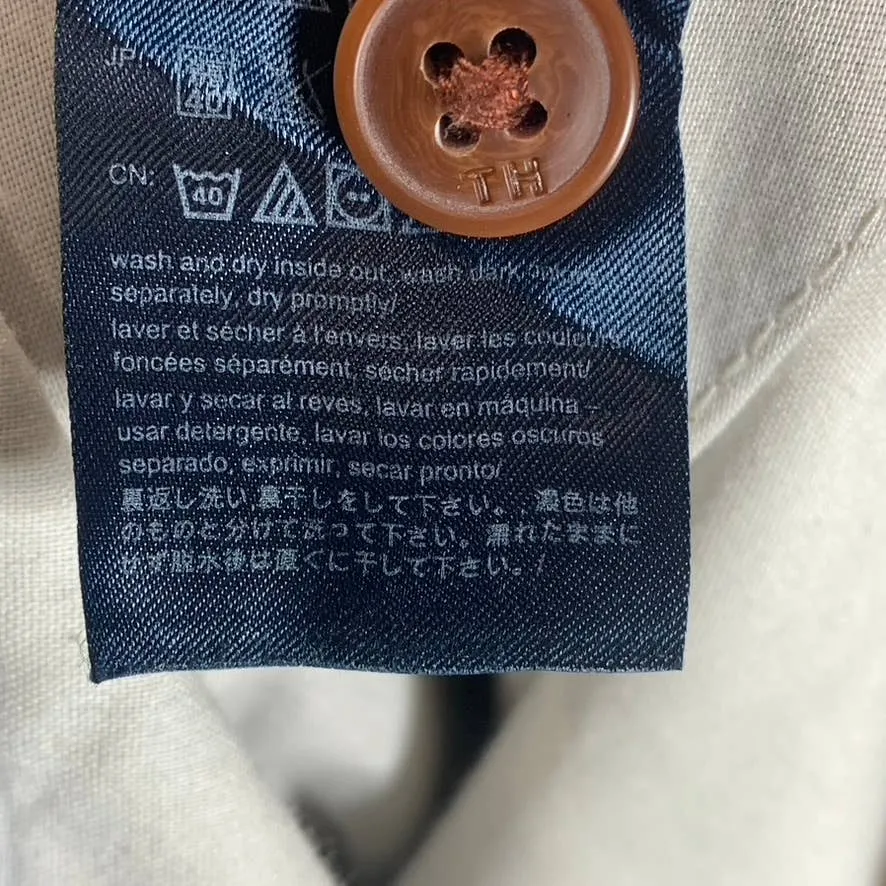 JP:
40
TH
CN:
40
wash and dry inside out, wash dark colors
separately, dry promptly/
laver et sécher à l'envers, laver les couleurs
foncées séparément, sécher rapidement/
lavar y secar al reves, lavar en máquina -
usar detergente, lavar los colores oscuros
separado, exprimir, secar pronto/
裏返し洗い,裏干しをして下さい。,濃色は他
のものと分けて洗って下さい。濡れたままに
せず脱水後は直ぐに干して下さい。/